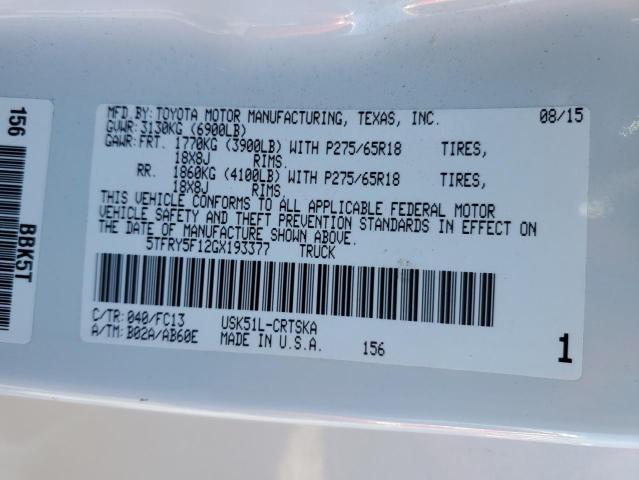 156
BBK5T
MFD BY: TOYOTA MOTOR MANUFACTURING, TEXAS, INC. 08/15
GVWR: 3130KG (6900LB)
GAWR: FRT. 1770KG (3900LB) WITH P275/65R18 TIRES,
18X8J RIMS.
RR. 1860KG (4100LB) WITH P275/65R18 TIRES,
18X8J RIMS.
THIS VEHICLE CONFORMS TO ALL APPLICABLE FEDERAL MOTOR
VEHICLE SAFETY AND THEFT PREVENTION STANDARDS IN EFFECT ON
THE DATE OF MANUFACTURE SHOWN ABOVE.
5TFRY5F12GX193377 TRUCK
C/TR: 040/FC13 USK51L-CRTSKA
A/TM: B02A/AB60E MADE IN U.S.A. 156 1